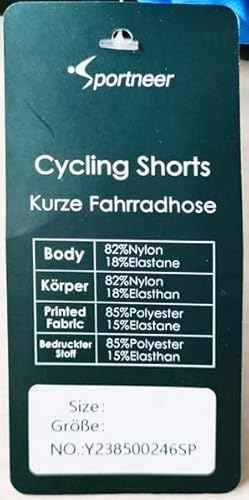 Sportneer
Cycling Shorts
Kurze Fahrradhose
Body 82%Nylon
18%Elastane
Körper 82%Nylon
18%Elasthan
Printed Fabric 85%Polyester
15%Elastane
Bedruckter Stoff 85%Polyester
15%Elasthan
Size:
Größe:
NO.:Y238500246SP